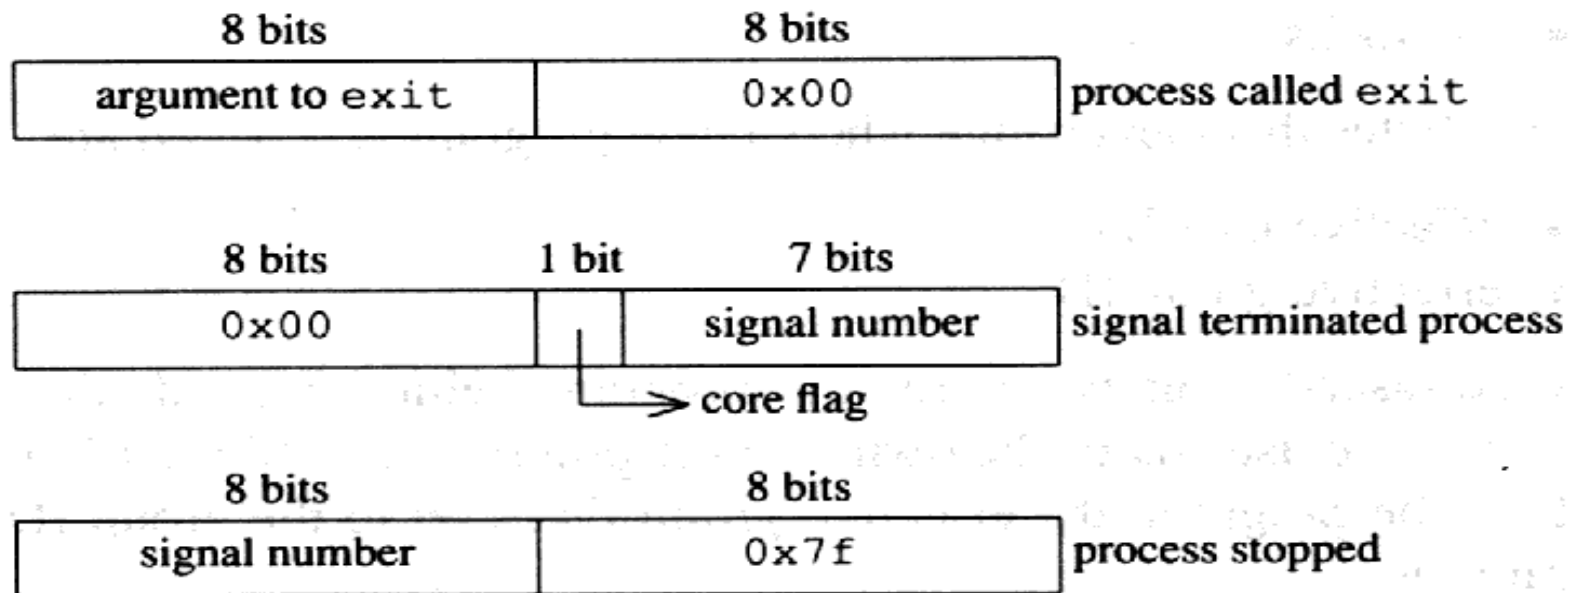 8 bits 8 bits
argument to exit 0x00 process called exit
8 bits 1 bit 7 bits
0x00 signal number signal terminated process
core flag
8 bits 8 bits
signal number 0x7f process stopped